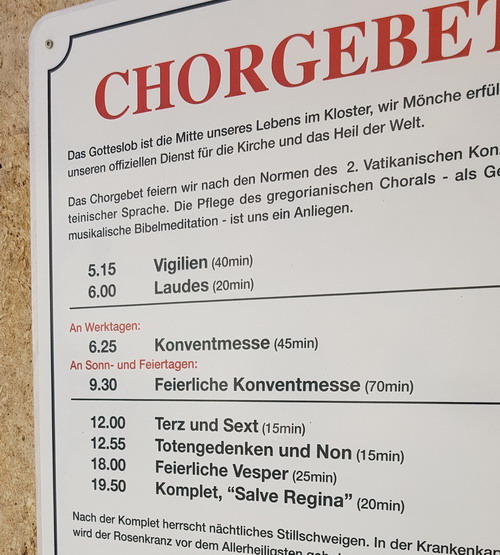 CHORGEBET
Das Gotteslob ist die Mitte unseres Lebens im Kloster, wir Mönche
unseren offiziellen Dienst für die Kirche und das Heil der Welt.
Das Chorgebet feiern wir nach den Normen des 2. Vatikanischen
teinischer Sprache. Die Pflege des gregorianischen Chorals - als
musikalische Bibelmeditation - ist uns ein Anliegen.
5.15 Vigilien (40min)
6.00 Laudes (20min)
An Werktagen:
6.25 Konventmesse (45min)
An Sonn- und Feiertagen:
9.30 Feierliche Konventmesse (70min)
12.00 Terz und Sext (15min)
12.55 Totengedenken und Non (15min)
18.00 Feierliche Vesper (25min)
19.50 Komplet, “Salve Regina” (20min)
Nach der Komplet herrscht nächtliches Stillschweigen. In der
wird der Rosenkranz vor dem Allerheiligsten